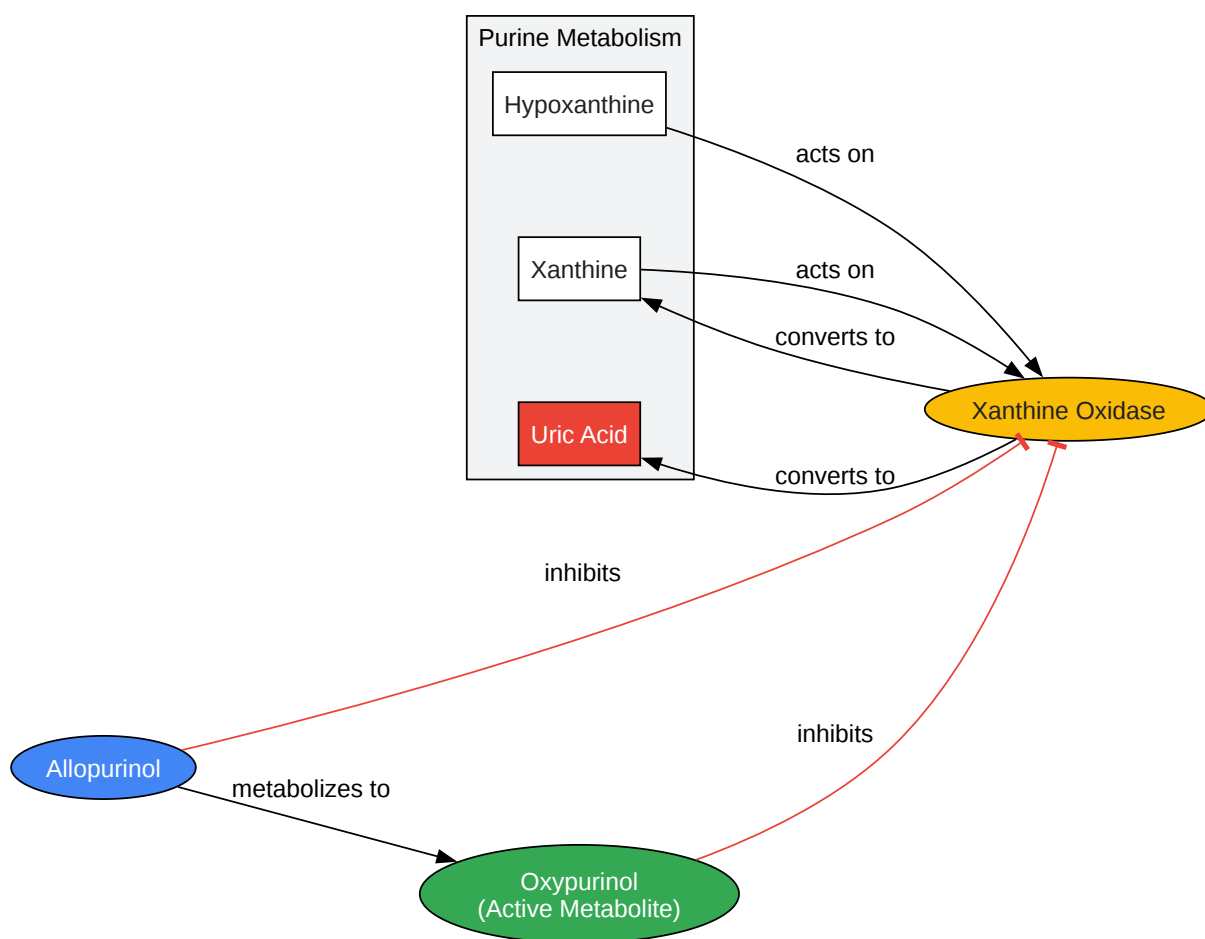 Purine Metabolism
Hypoxanthine
acts on
Xanthine
acts on
converts to
Xanthine Oxidase
Uric Acid
converts to
inhibits
inhibits
Allopurinol
metabolizes to
Oxypurinol
(Active Metabolite)